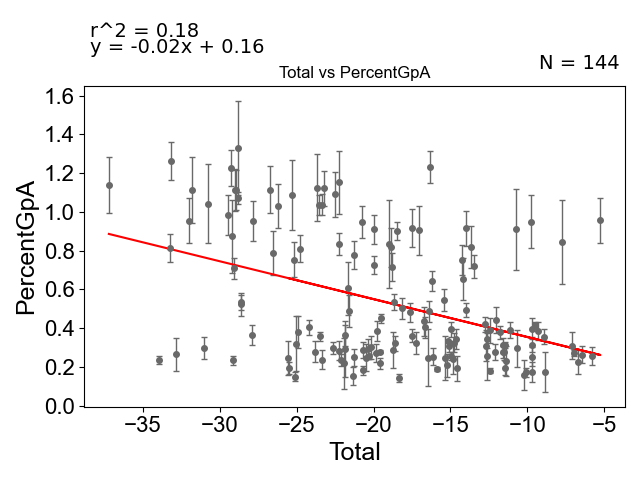 r^2 = 0.18
y = -0.02x + 0.16
N = 144
Total vs PercentGpA
1.6
1.4
1.2
1.0
0.8
0.6
0.4
0.2
0.0
PercentGpA
−35 −30 −25 −20 −15 −10 −5
Total